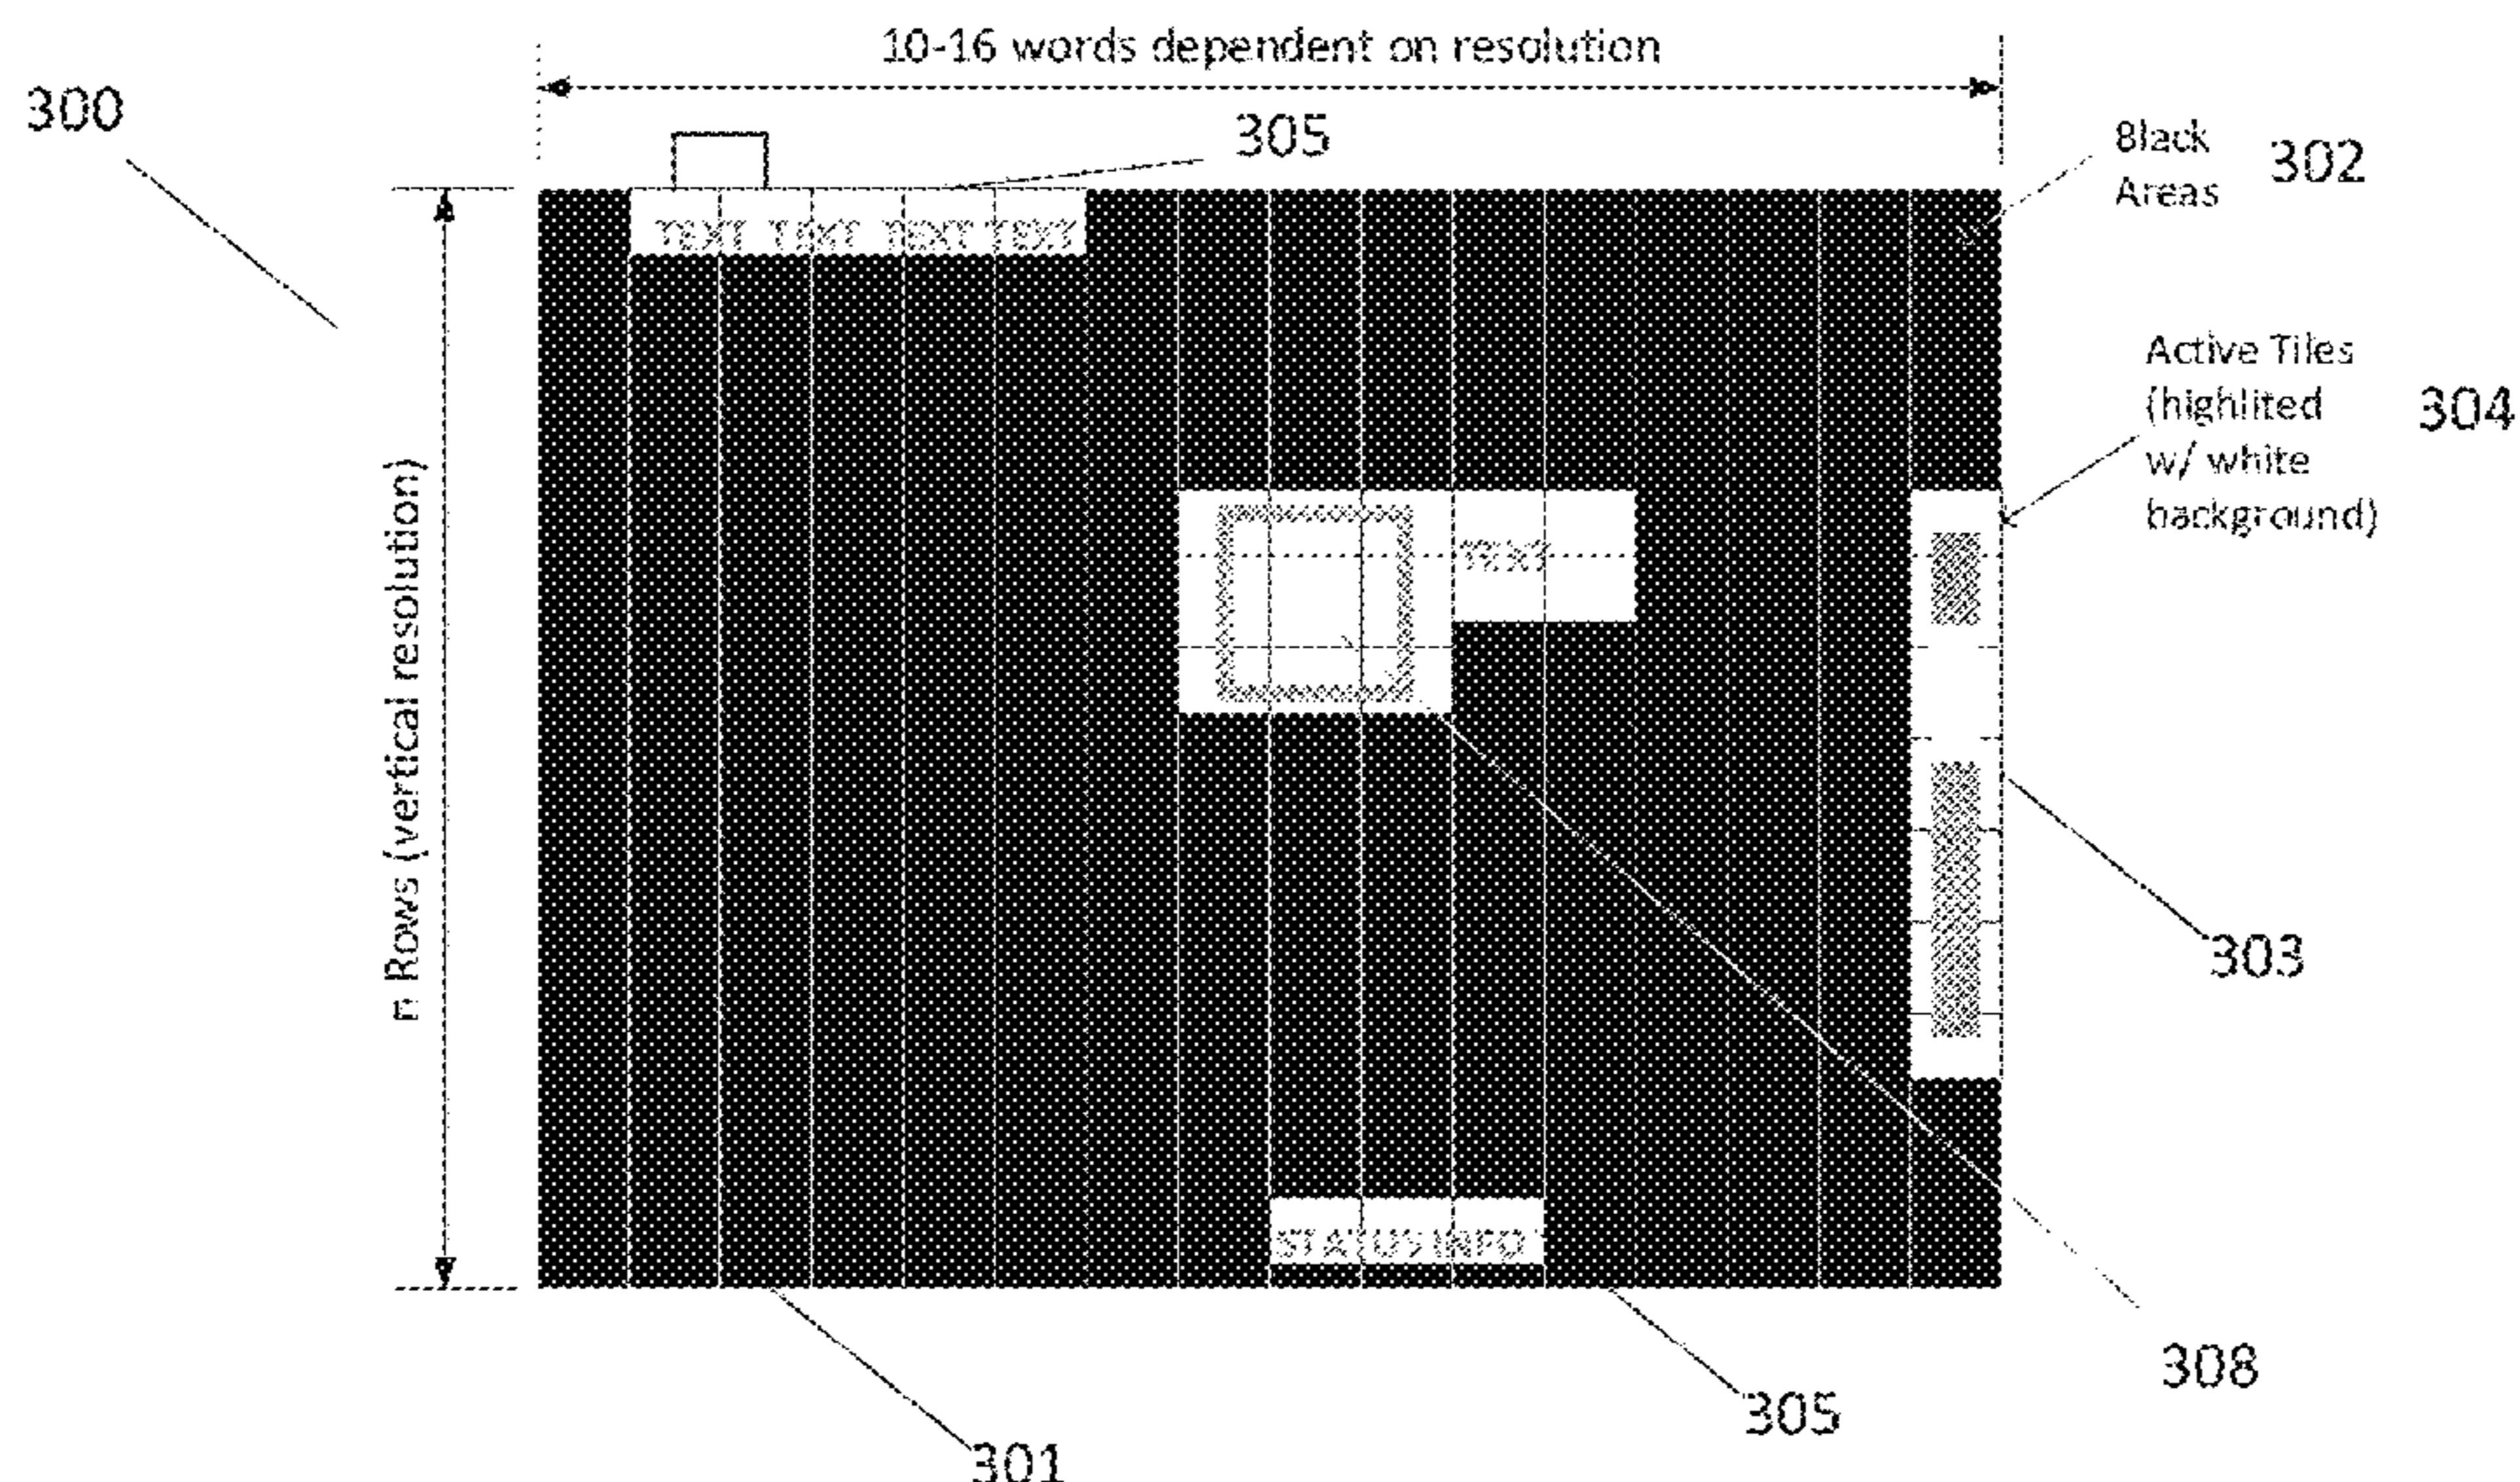 10-16 words dependent on resolution
300
305
Black
Areas
302
TEXT TEXT TEXT TEXT
Active Tiles
(highlited
w/ white
background)
304
TEXT
m Rows (vertical resolution)
303
STATUS INFO
308
305
301